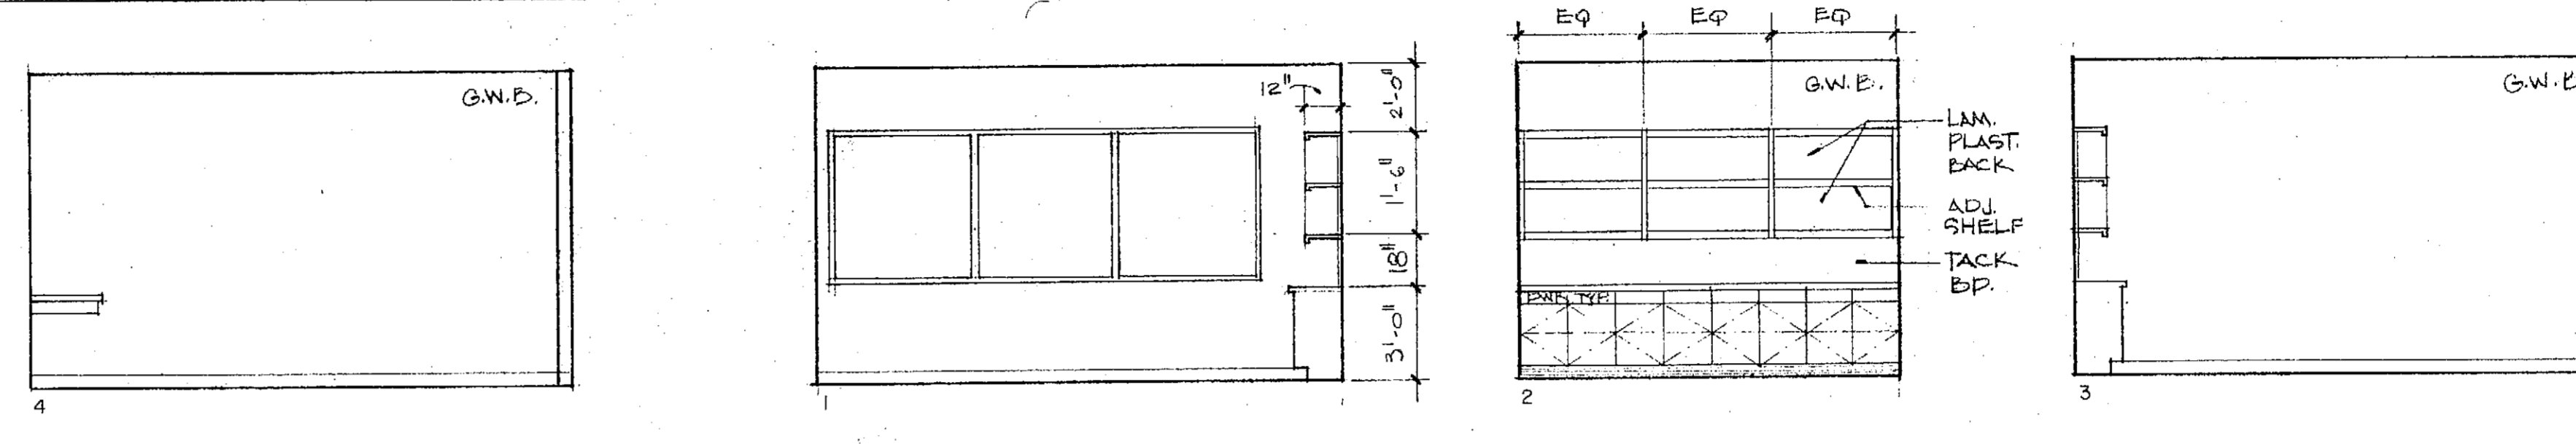 G.W.B.
4
12"
2'-0"
1'-6"
18"
3'-0"
1
EQ EQ EQ
G.W.B.
LAM.
PLAST.
BACK
ADJ.
SHELF
TACK
BD.
DWR. TYP.
2
G.W.B
3